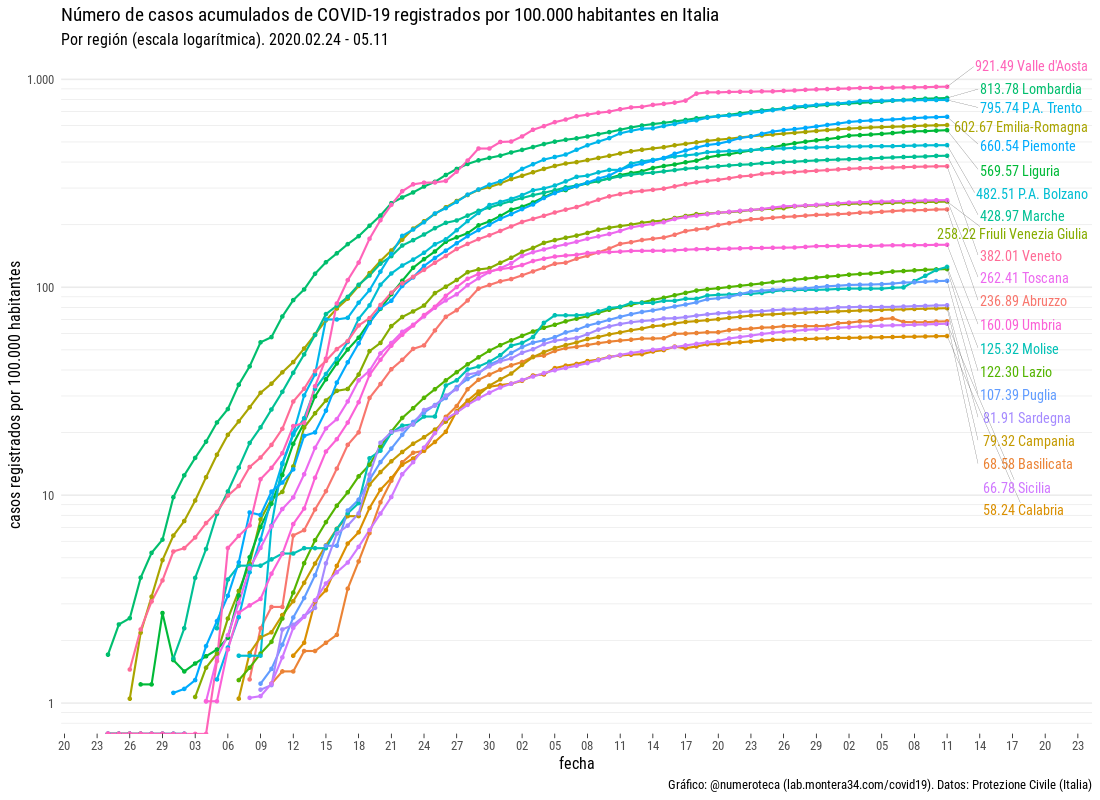 Número de casos acumulados de COVID-19 registrados por 100.000 habitantes en Italia
Por región (escala logarítmica). 2020.02.24 - 05.11
casos registrados por 100.000 habitantes
1.000
100
10
1
921.49 Valle d'Aosta
813.78 Lombardia
795.74 P.A. Trento
602.67 Emilia-Romagna
660.54 Piemonte
569.57 Liguria
482.51 P.A. Bolzano
428.97 Marche
258.22 Friuli Venezia Giulia
382.01 Veneto
262.41 Toscana
236.89 Abruzzo
160.09 Umbria
125.32 Molise
122.30 Lazio
107.39 Puglia
81.91 Sardegna
79.32 Campania
68.58 Basilicata
66.78 Sicilia
58.24 Calabria
20 23 26 29 03 06 09 12 15 18 21 24 27 30 02 05 08 11 14 17 20 23 26 29 02 05 08 11 14 17 20 23
fecha
Gráfico: @numeroteca (lab.montera34.com/covid19). Datos: Protezione Civile (Italia)